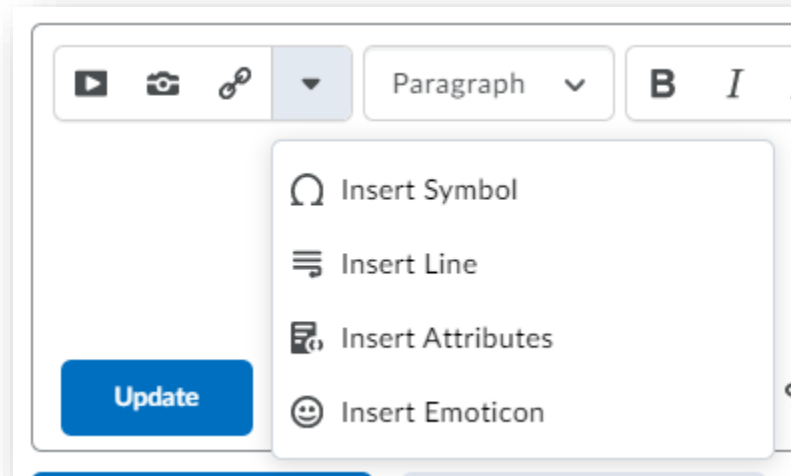 Paragraph B I
Insert Symbol
Insert Line
Insert Attributes
Update
Insert Emoticon